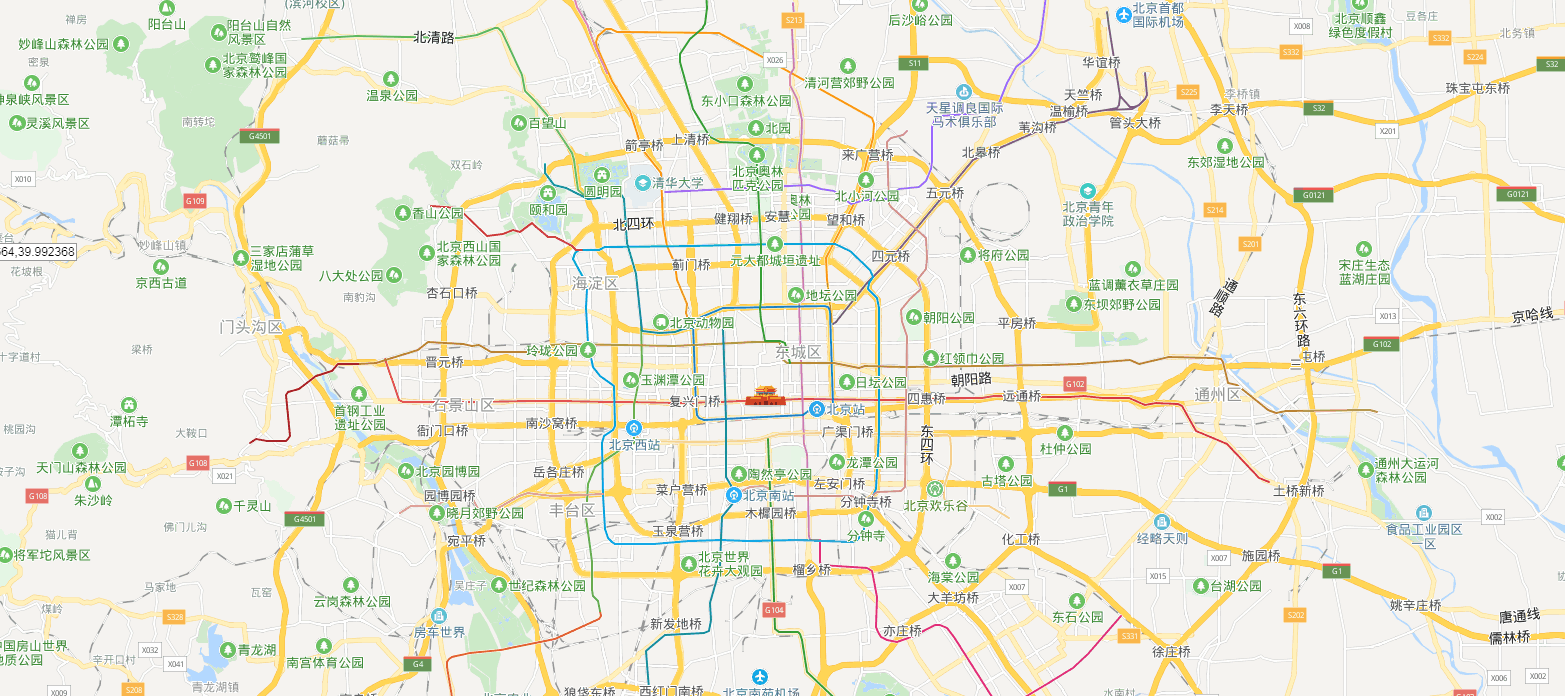 (滨河校区)
禅房
阳台山
阳台山自然
风景区
北清路
S213
后沙峪公园
北京首都
国际机场
X008
北京顺鑫
绿色度假村
豆各庄
S332
S332
北务镇
妙峰山森林公园
密泉
北京鹫峰国
家森林公园
X026
S11
华谊桥
S224
S32
温泉公园
清河营郊野公园
东小口森林公园
天星调良国际
马术俱乐部
天竺桥
温榆桥
S225
李桥镇
李天桥
S32
珠宝屯东桥
神泉峡风景区
灵溪风景区
南转坨
G4501
蘑菇帚
百望山
北园
苇沟桥
管头大桥
X201
箭亭桥
上清桥
来广营桥
北皋桥
东郊湿地公园
双石岭
X010
G109
圆明园
清华大学
北京奥林
匹克公园
北小河公园
五元桥
G0121
G0121
北京青年
政治学院
S214
香山公园
颐和园
北四环
健翔桥
安慧
奥林
公园
望和桥
64,39.992368
妙峰山镇
三家店蒲草
湿地公园
北京西山国
家森林公园
蓟门桥
元大都城垣遗址
四元桥
将府公园
S201
宋庄生态
蓝湖公园
花坡根
京西古道
八大处公园
南豹沟
杏石口桥
海淀区
地坛公园
蓝调薰衣草庄园
东坝郊野公园
通顺路
东六环路
门头沟区
北京动物园
朝阳公园
平房桥
X013
京哈线
G102
十字道村
梁桥
晋元桥
玲珑公园
东城区
红领巾公园
屯桥
玉渊潭公园
日坛公园
朝阳路
G102
通州区
潭柘寺
首钢工业
遗址公园
石景山区
复兴门桥
北京站
四惠桥
远通桥
桃园沟
大鞍口
衙门口桥
南沙窝桥
北京西站
广渠门桥
东四环
杜仲公园
天门山森林公园
G108
X021
北京园博园
岳各庄桥
陶然亭公园
龙潭公园
左安门桥
古塔公园
通州大运河
森林公园
朱沙岭
G108
千灵山
园博园桥
菜户营桥
北京南站
分钟寺桥
北京欢乐谷
G1
土桥新桥
佛门儿沟
G4501
晓月郊野公园
丰台区
木樨园桥
X002
食品工业园区
区
猫儿背
将军坨风景区
宛平桥
玉泉营桥
分钟寺
化工桥
经略天则
X007
施园桥
马家地
瓦窑
吴庄子
世纪森林公园
北京世界
花卉大观园
榴乡桥
海棠公园
X007
X015
台湖公园
G1
煤岭
云岗森林公园
大羊坊桥
东石公园
姚辛庄桥
S328
房车世界
新发地桥
G104
亦庄桥
S331
S202
唐通线
儒林桥
中国房山世界
地质公园
X032
辛开口村
X041
青龙湖
南宫体育公园
G4
徐庄桥
X009
S206
青龙湖镇
狼垡东桥
西红门南桥
北京南苑机场
水南村
X006
X002